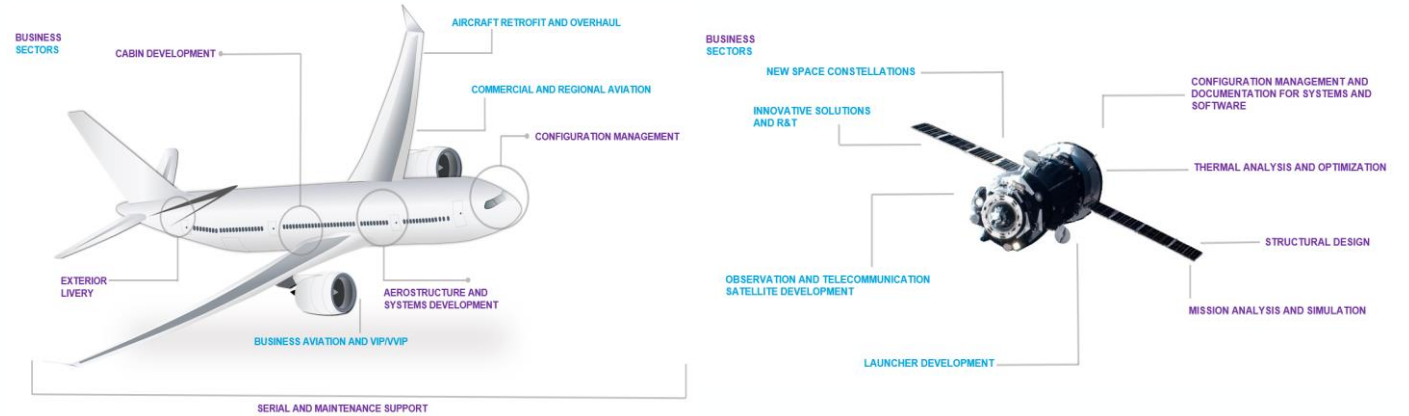 BUSINESS
SECTORS
AIRCRAFT RETROFIT AND OVERHAUL
CABIN DEVELOPMENT
COMMERCIAL AND REGIONAL AVIATION
CONFIGURATION MANAGEMENT
EXTERIOR
LIVERY
AEROSTRUCTURE AND
SYSTEMS DEVELOPMENT
BUSINESS AVIATION AND VIP/VVIP
SERIAL AND MAINTENANCE SUPPORT
BUSINESS
SECTORS
NEW SPACE CONSTELLATIONS
CONFIGURATION MANAGEMENT AND
DOCUMENTATION FOR SYSTEMS AND
SOFTWARE
INNOVATIVE SOLUTIONS
AND R&T
THERMAL ANALYSIS AND OPTIMIZATION
STRUCTURAL DESIGN
OBSERVATION AND TELECOMMUNICATION
SATELLITE DEVELOPMENT
MISSION ANALYSIS AND SIMULATION
LAUNCHER DEVELOPMENT